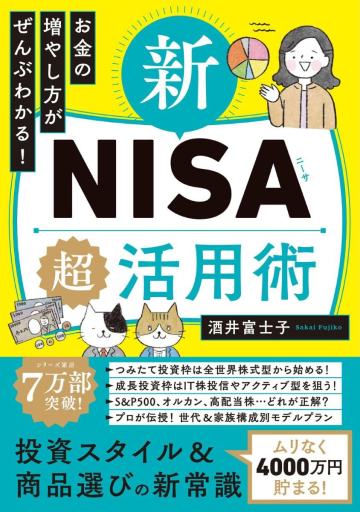 お金の
増やし方が
ぜんぶわかる！
新
NISA
ニーサ
超
活用術
酒井富士子
Sakai Fujiko
シリーズ累計
7万部
突破！
つみたて投資枠は全世界株式型から始める！
成長投資枠はIT株投信やアクティブ型を狙う！
S&P500、オルカン、高配当株…どれが正解？
プロが伝授！ 世代＆家族構成別モデルプラン
投資スタイル＆
商品選びの新常識
ムリなく
4000万円
貯まる！